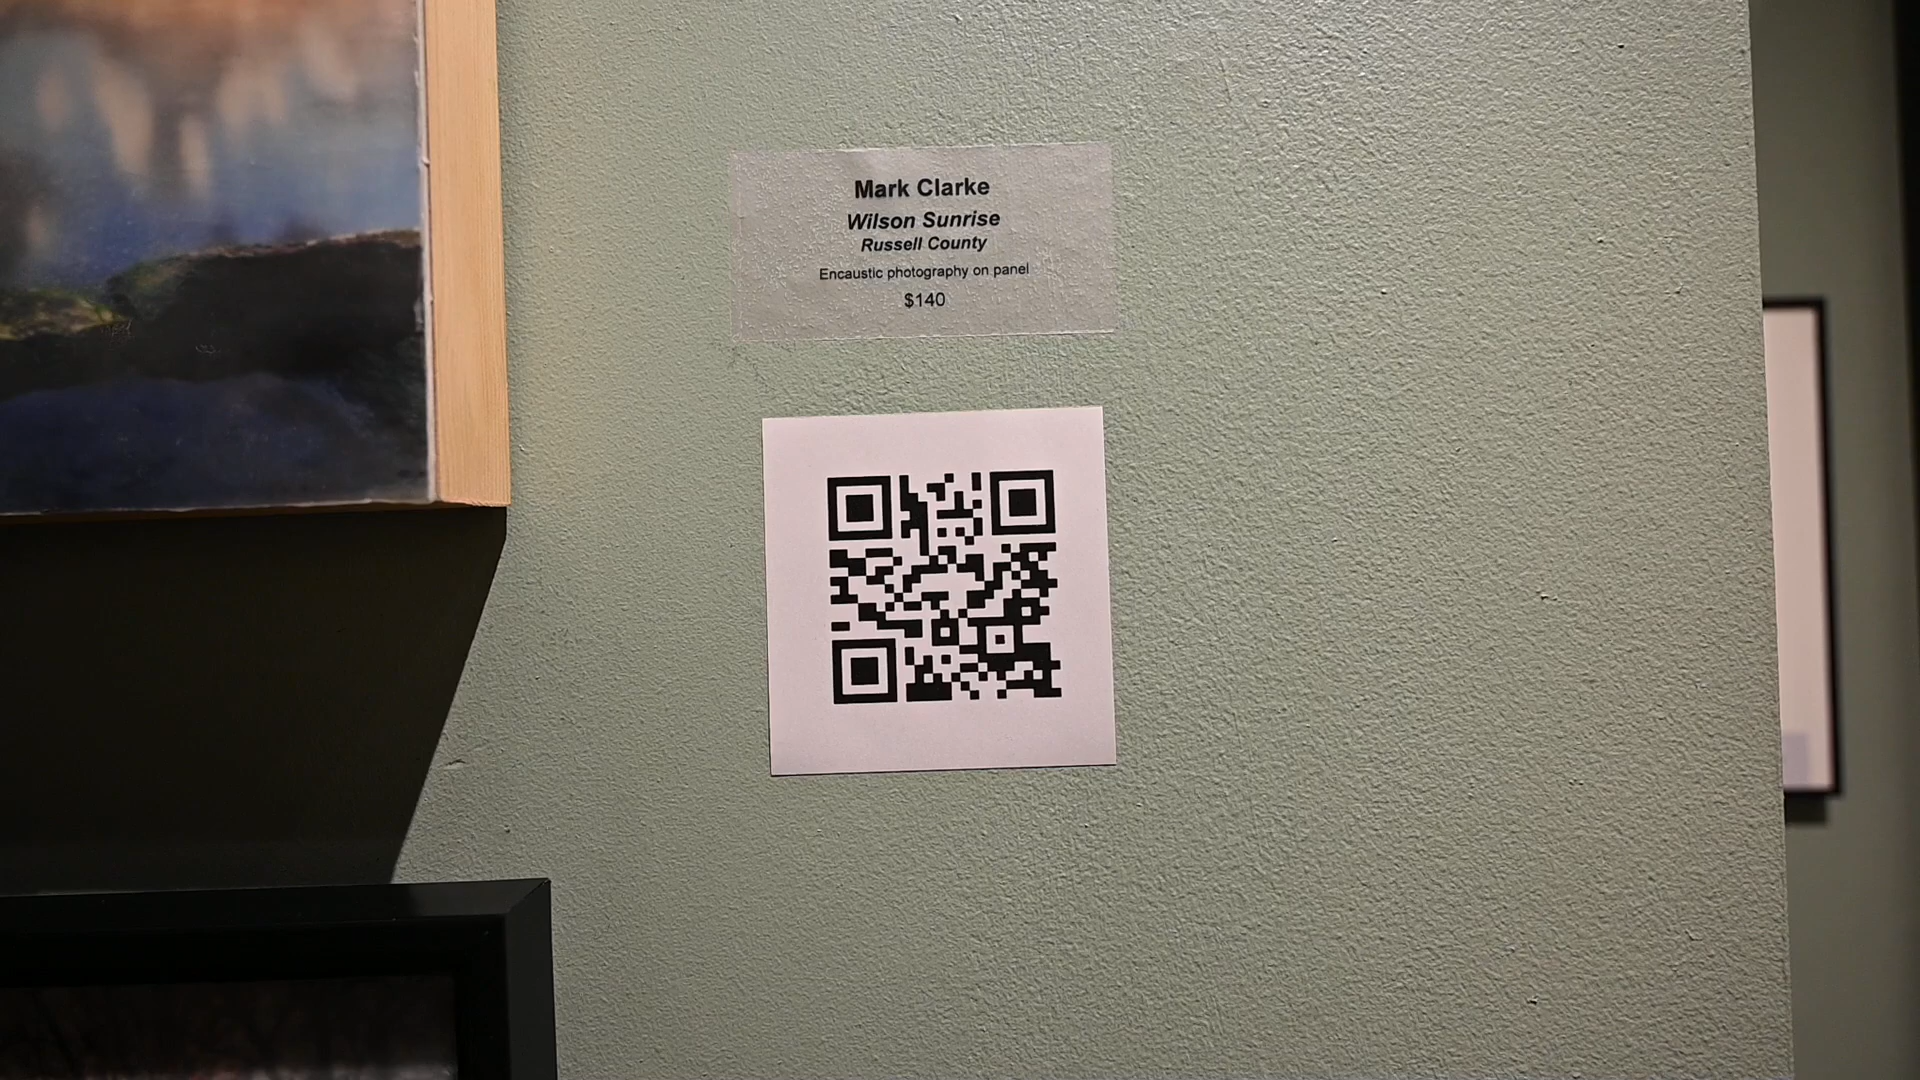 Mark Clarke
Wilson Sunrise
Russell County
Encaustic photography on panel
$140